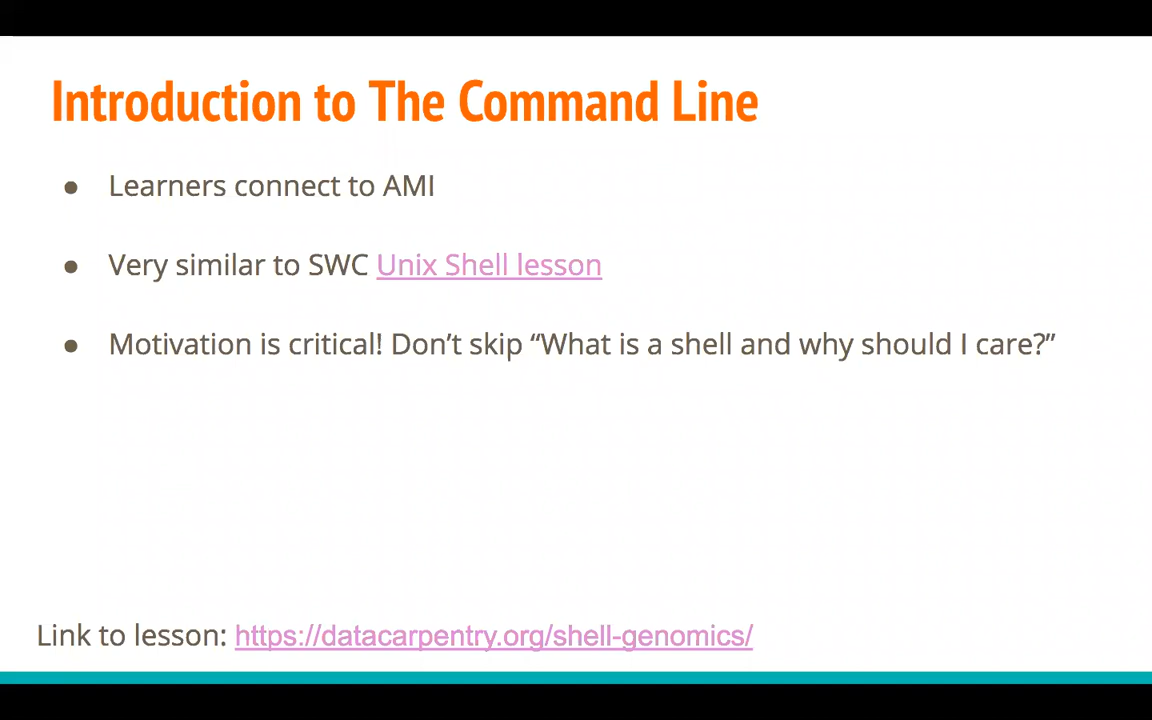 Introduction to The Command Line
● Learners connect to AMI
● Very similar to SWC Unix Shell lesson
● Motivation is critical! Don’t skip “What is a shell and why should I care?”
Link to lesson: https://datacarpentry.org/shell-genomics/